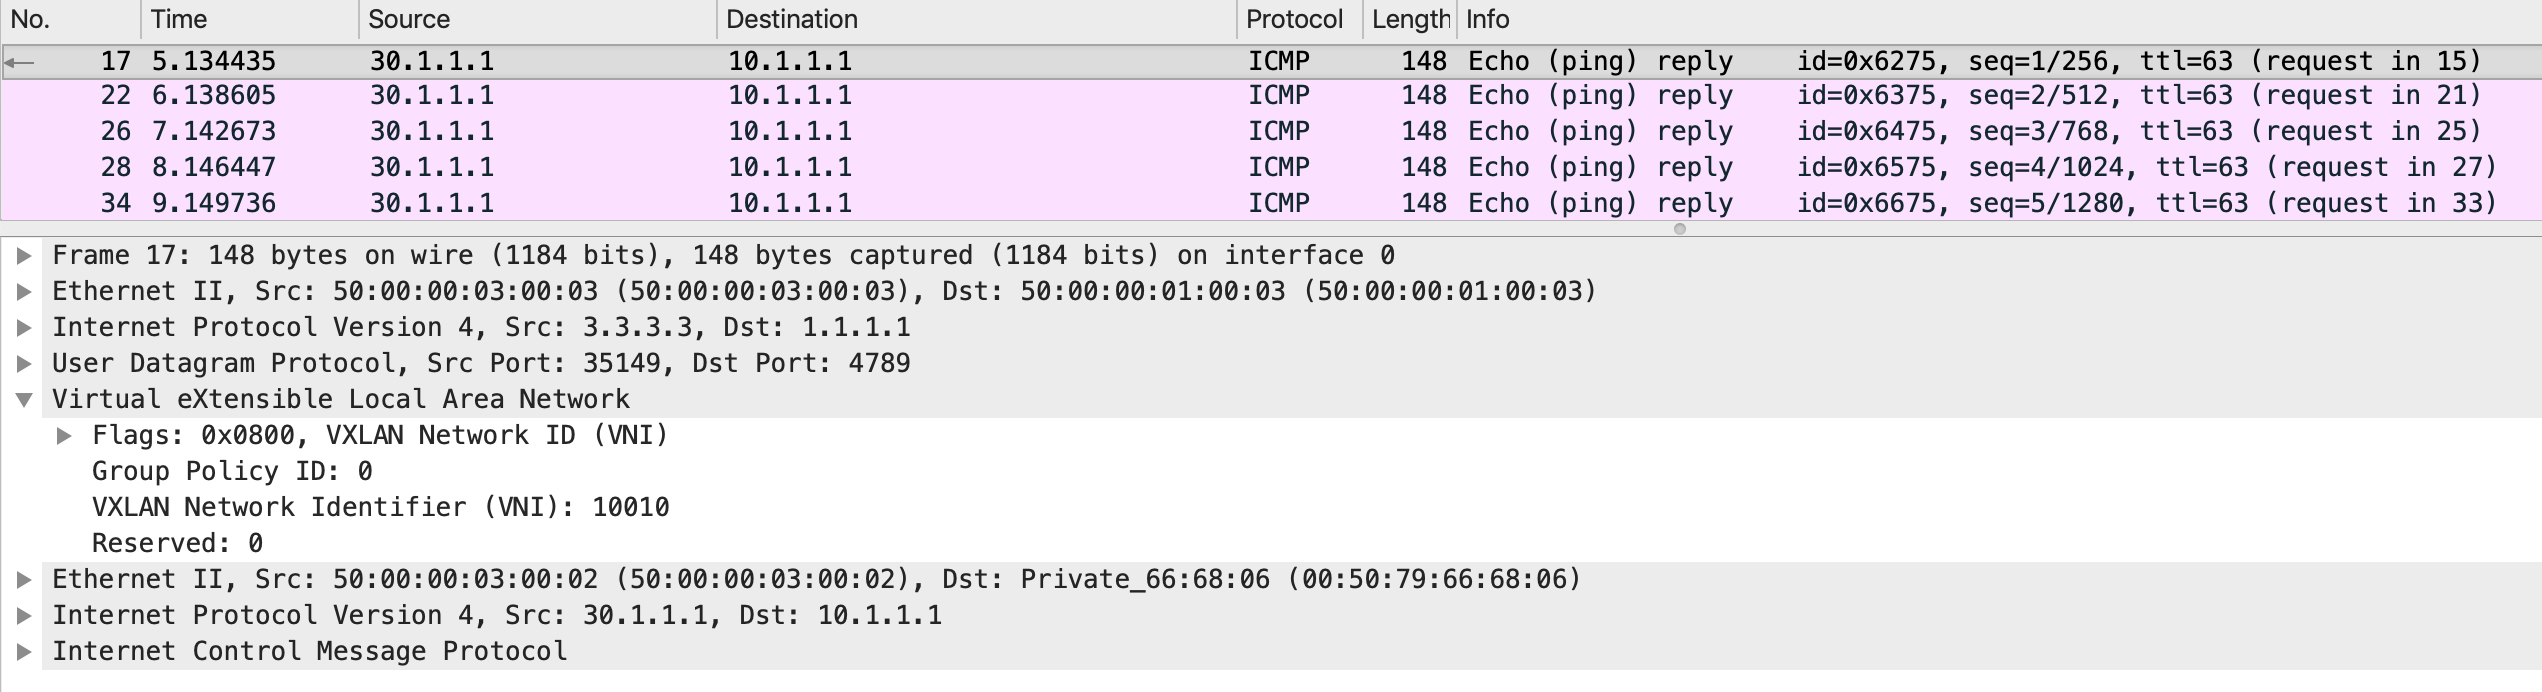 No. Time Source Destination Protocol Length Info
17 5.134435 30.1.1.1 10.1.1.1 ICMP 148 Echo (ping) reply id=0x6275, seq=1/256, ttl=63 (request in 15)
22 6.138605 30.1.1.1 10.1.1.1 ICMP 148 Echo (ping) reply id=0x6375, seq=2/512, ttl=63 (request in 21)
26 7.142673 30.1.1.1 10.1.1.1 ICMP 148 Echo (ping) reply id=0x6475, seq=3/768, ttl=63 (request in 25)
28 8.146447 30.1.1.1 10.1.1.1 ICMP 148 Echo (ping) reply id=0x6575, seq=4/1024, ttl=63 (request in 27)
34 9.149736 30.1.1.1 10.1.1.1 ICMP 148 Echo (ping) reply id=0x6675, seq=5/1280, ttl=63 (request in 33)
Frame 17: 148 bytes on wire (1184 bits), 148 bytes captured (1184 bits) on interface 0
Ethernet II, Src: 50:00:00:03:00:03 (50:00:00:03:00:03), Dst: 50:00:00:01:00:03 (50:00:00:01:00:03)
Internet Protocol Version 4, Src: 3.3.3.3, Dst: 1.1.1.1
User Datagram Protocol, Src Port: 35149, Dst Port: 4789
Virtual eXtensible Local Area Network
Flags: 0x0800, VXLAN Network ID (VNI)
Group Policy ID: 0
VXLAN Network Identifier (VNI): 10010
Reserved: 0
Ethernet II, Src: 50:00:00:03:00:02 (50:00:00:03:00:02), Dst: Private_66:68:06 (00:50:79:66:68:06)
Internet Protocol Version 4, Src: 30.1.1.1, Dst: 10.1.1.1
Internet Control Message Protocol